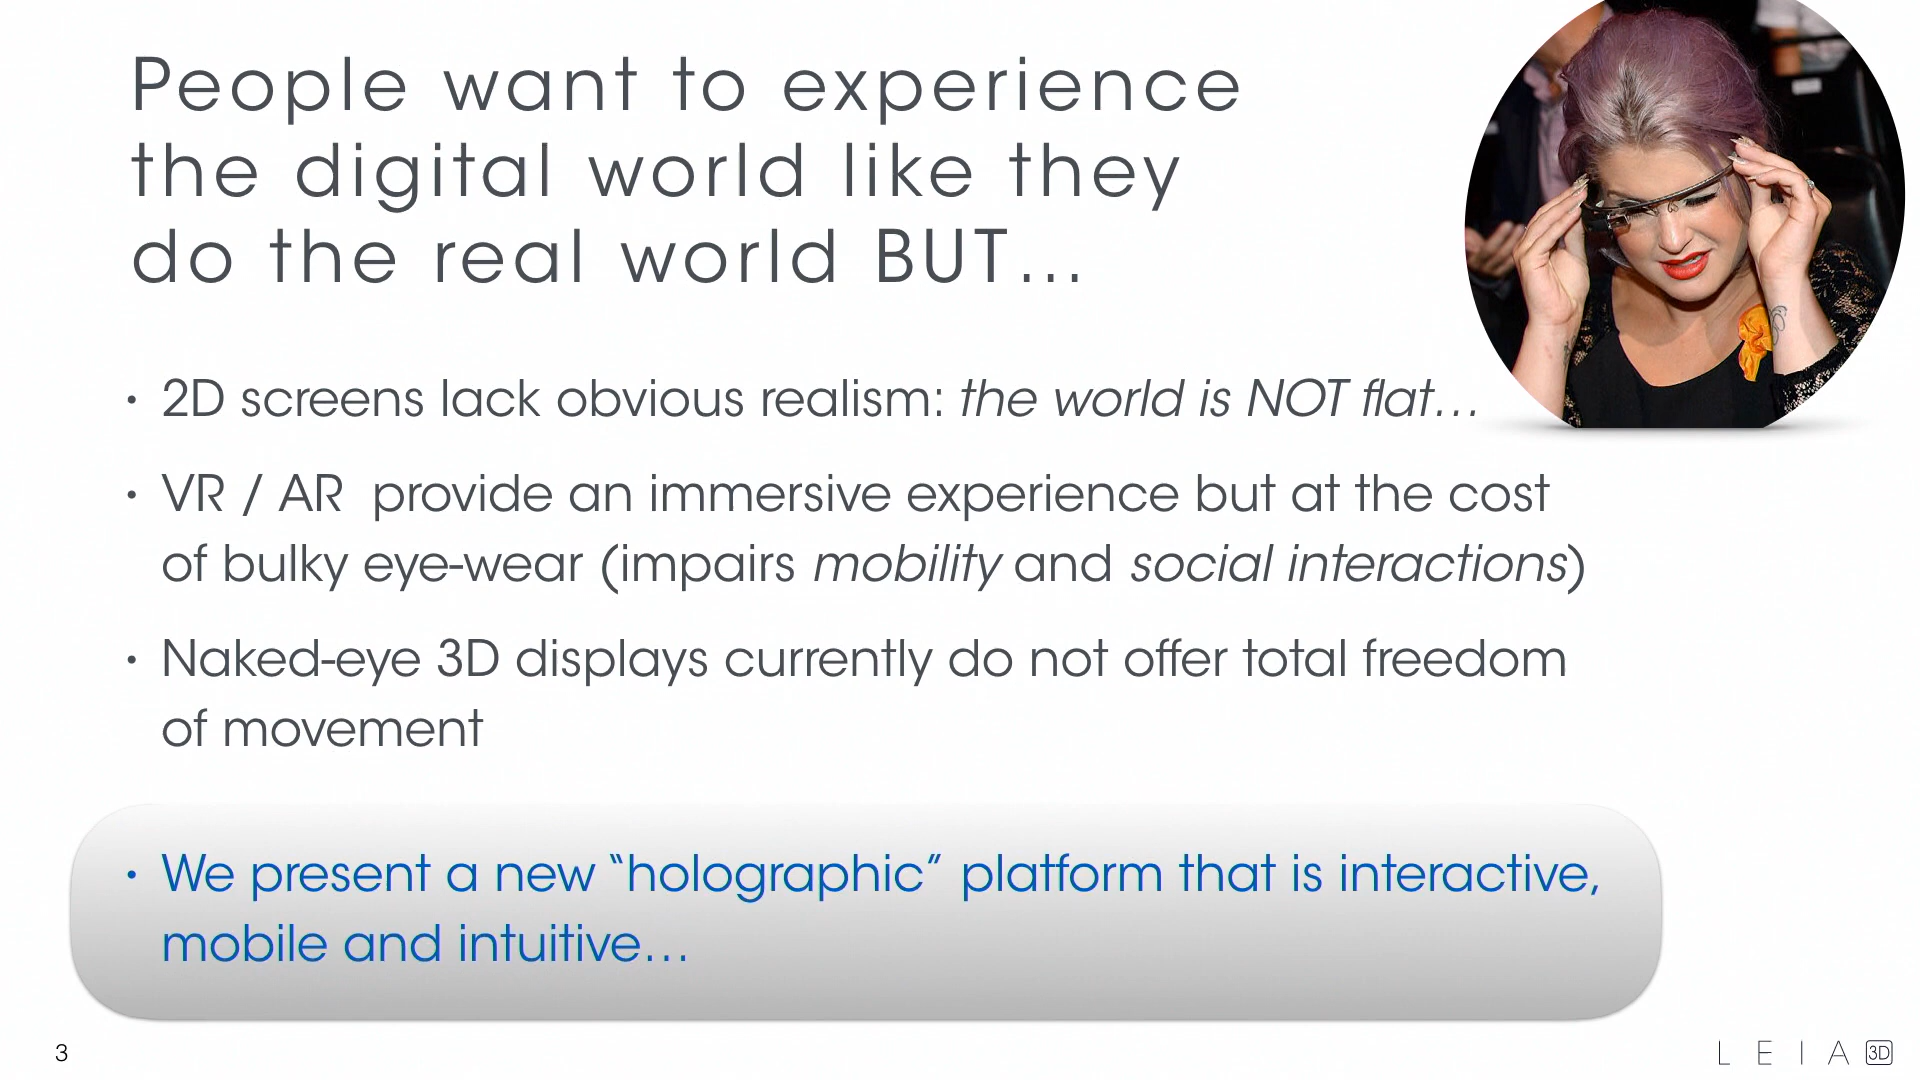 People want to experience
the digital world like they
do the real world BUT…
• 2D screens lack obvious realism: the world is NOT flat…
• VR / AR  provide an immersive experience but at the cost
of bulky eye-wear (impairs mobility and social interactions)
• Naked-eye 3D displays currently do not offer total freedom
of movement
• We present a new “holographic” platform that is interactive,
mobile and intuitive…
3
LEIA 3D